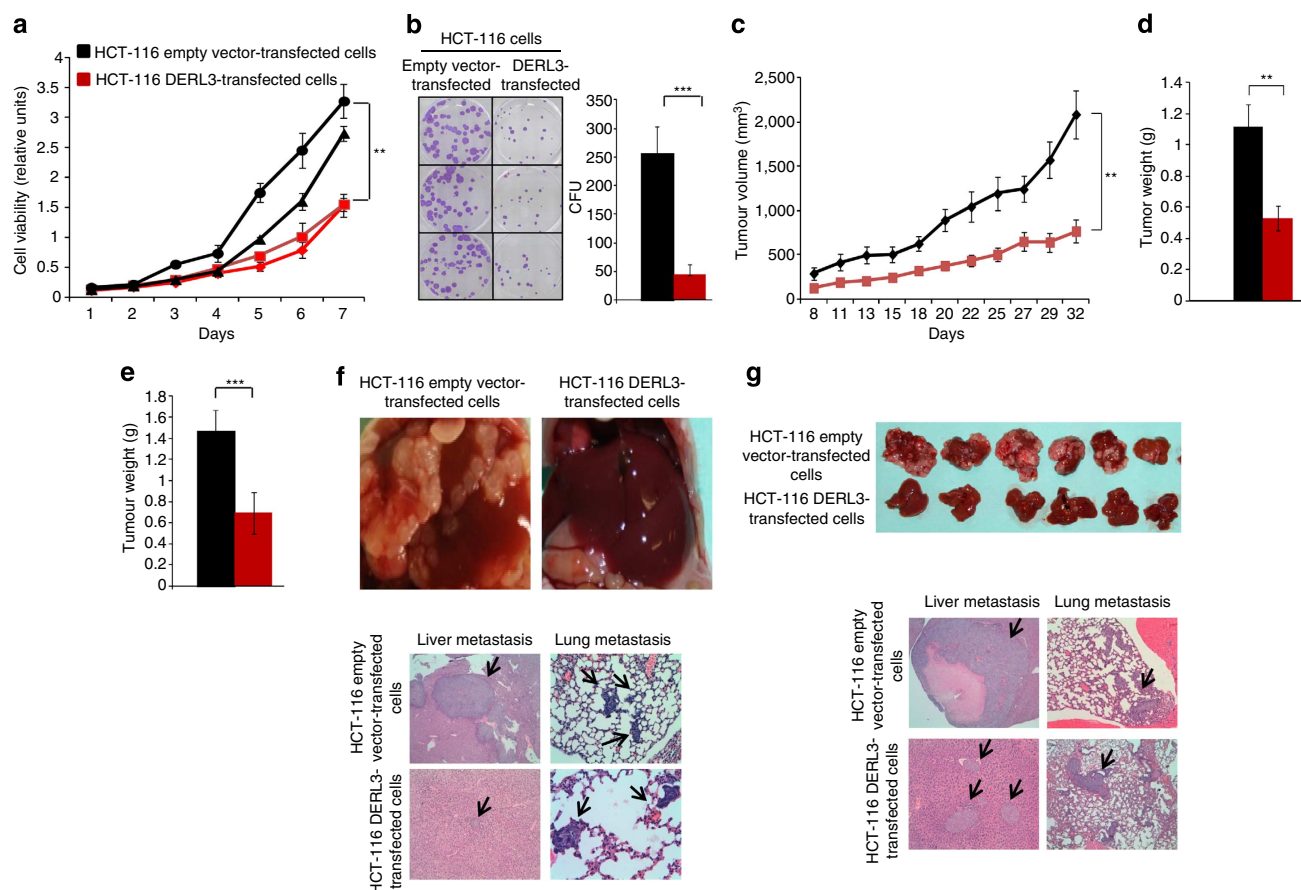 a
HCT-116 empty vector-transfected cells
HCT-116 DERL3-transfected cells
Cell viability (relative units)
4
3.5
3
2.5
2
1.5
1
0.5
0
1 2 3 4 5 6 7
Days
**
b
HCT-116 cells
Empty vector-
transfected
DERL3-
transfected
CFU
350
300
250
200
150
100
50
0
***
c
Tumour volume (mm3)
2,500
2,000
1,500
1,000
500
0
8 11 13 15 18 20 22 25 27 29 32
Days
**
d
Tumor weight (g)
1.4
1.2
1
0.8
0.6
0.4
0.2
0
**
e
Tumour weight (g)
1.8
1.6
1.4
1.2
1
0.8
0.6
0.4
0.2
0
***
f
HCT-116 empty vector-
transfected cells
HCT-116 DERL3-
transfected cells
Liver metastasis
Lung metastasis
HCT-116 empty
vector-transfected
cells
HCT-116 DERL3-
transfected cells
g
HCT-116 empty
vector-transfected
cells
HCT-116 DERL3-
transfected cells
Liver metastasis
Lung metastasis
HCT-116 empty
vector-transfected
cells
HCT-116 DERL3-
transfected cells